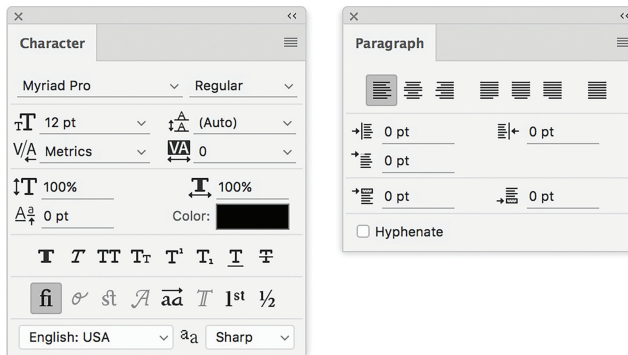 Character
Myriad Pro Regular
12 pt (Auto)
V/A Metrics VA 0
100% 100%
0 pt Color:
T T TT Tt T¹ T₁ T T
fi st A aa T 1st ½
English: USA aa Sharp
Paragraph
0 pt 0 pt
0 pt
0 pt 0 pt
Hyphenate